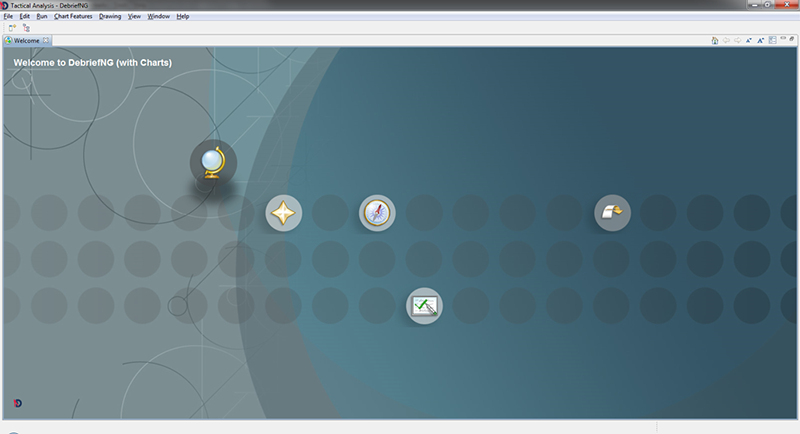 Tactical Analysis - DebriefNG
File Edit Run Chart Features Drawing View Window Help
Welcome
Welcome to DebriefNG (with Charts)
D